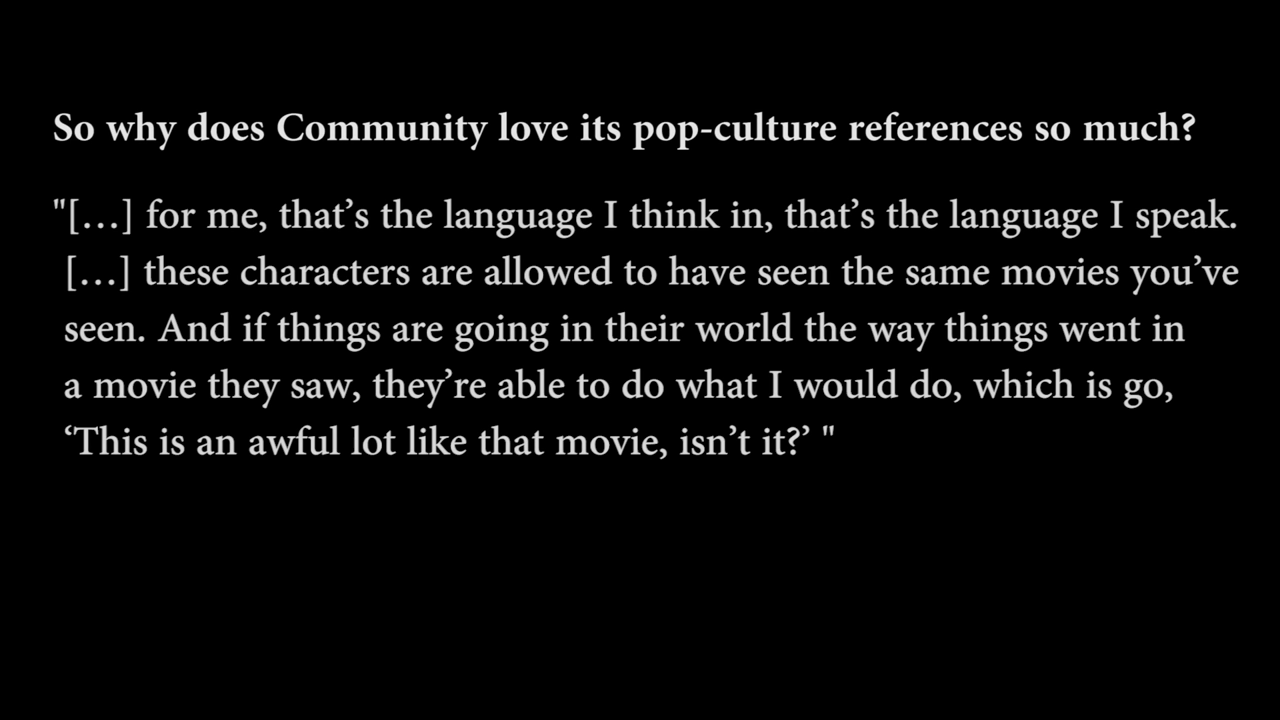 So why does Community love its pop-culture references so much?
"[…] for me, that’s the language I think in, that’s the language I speak.
[…] these characters are allowed to have seen the same movies you’ve
seen. And if things are going in their world the way things went in
a movie they saw, they’re able to do what I would do, which is go,
‘This is an awful lot like that movie, isn’t it?’ "